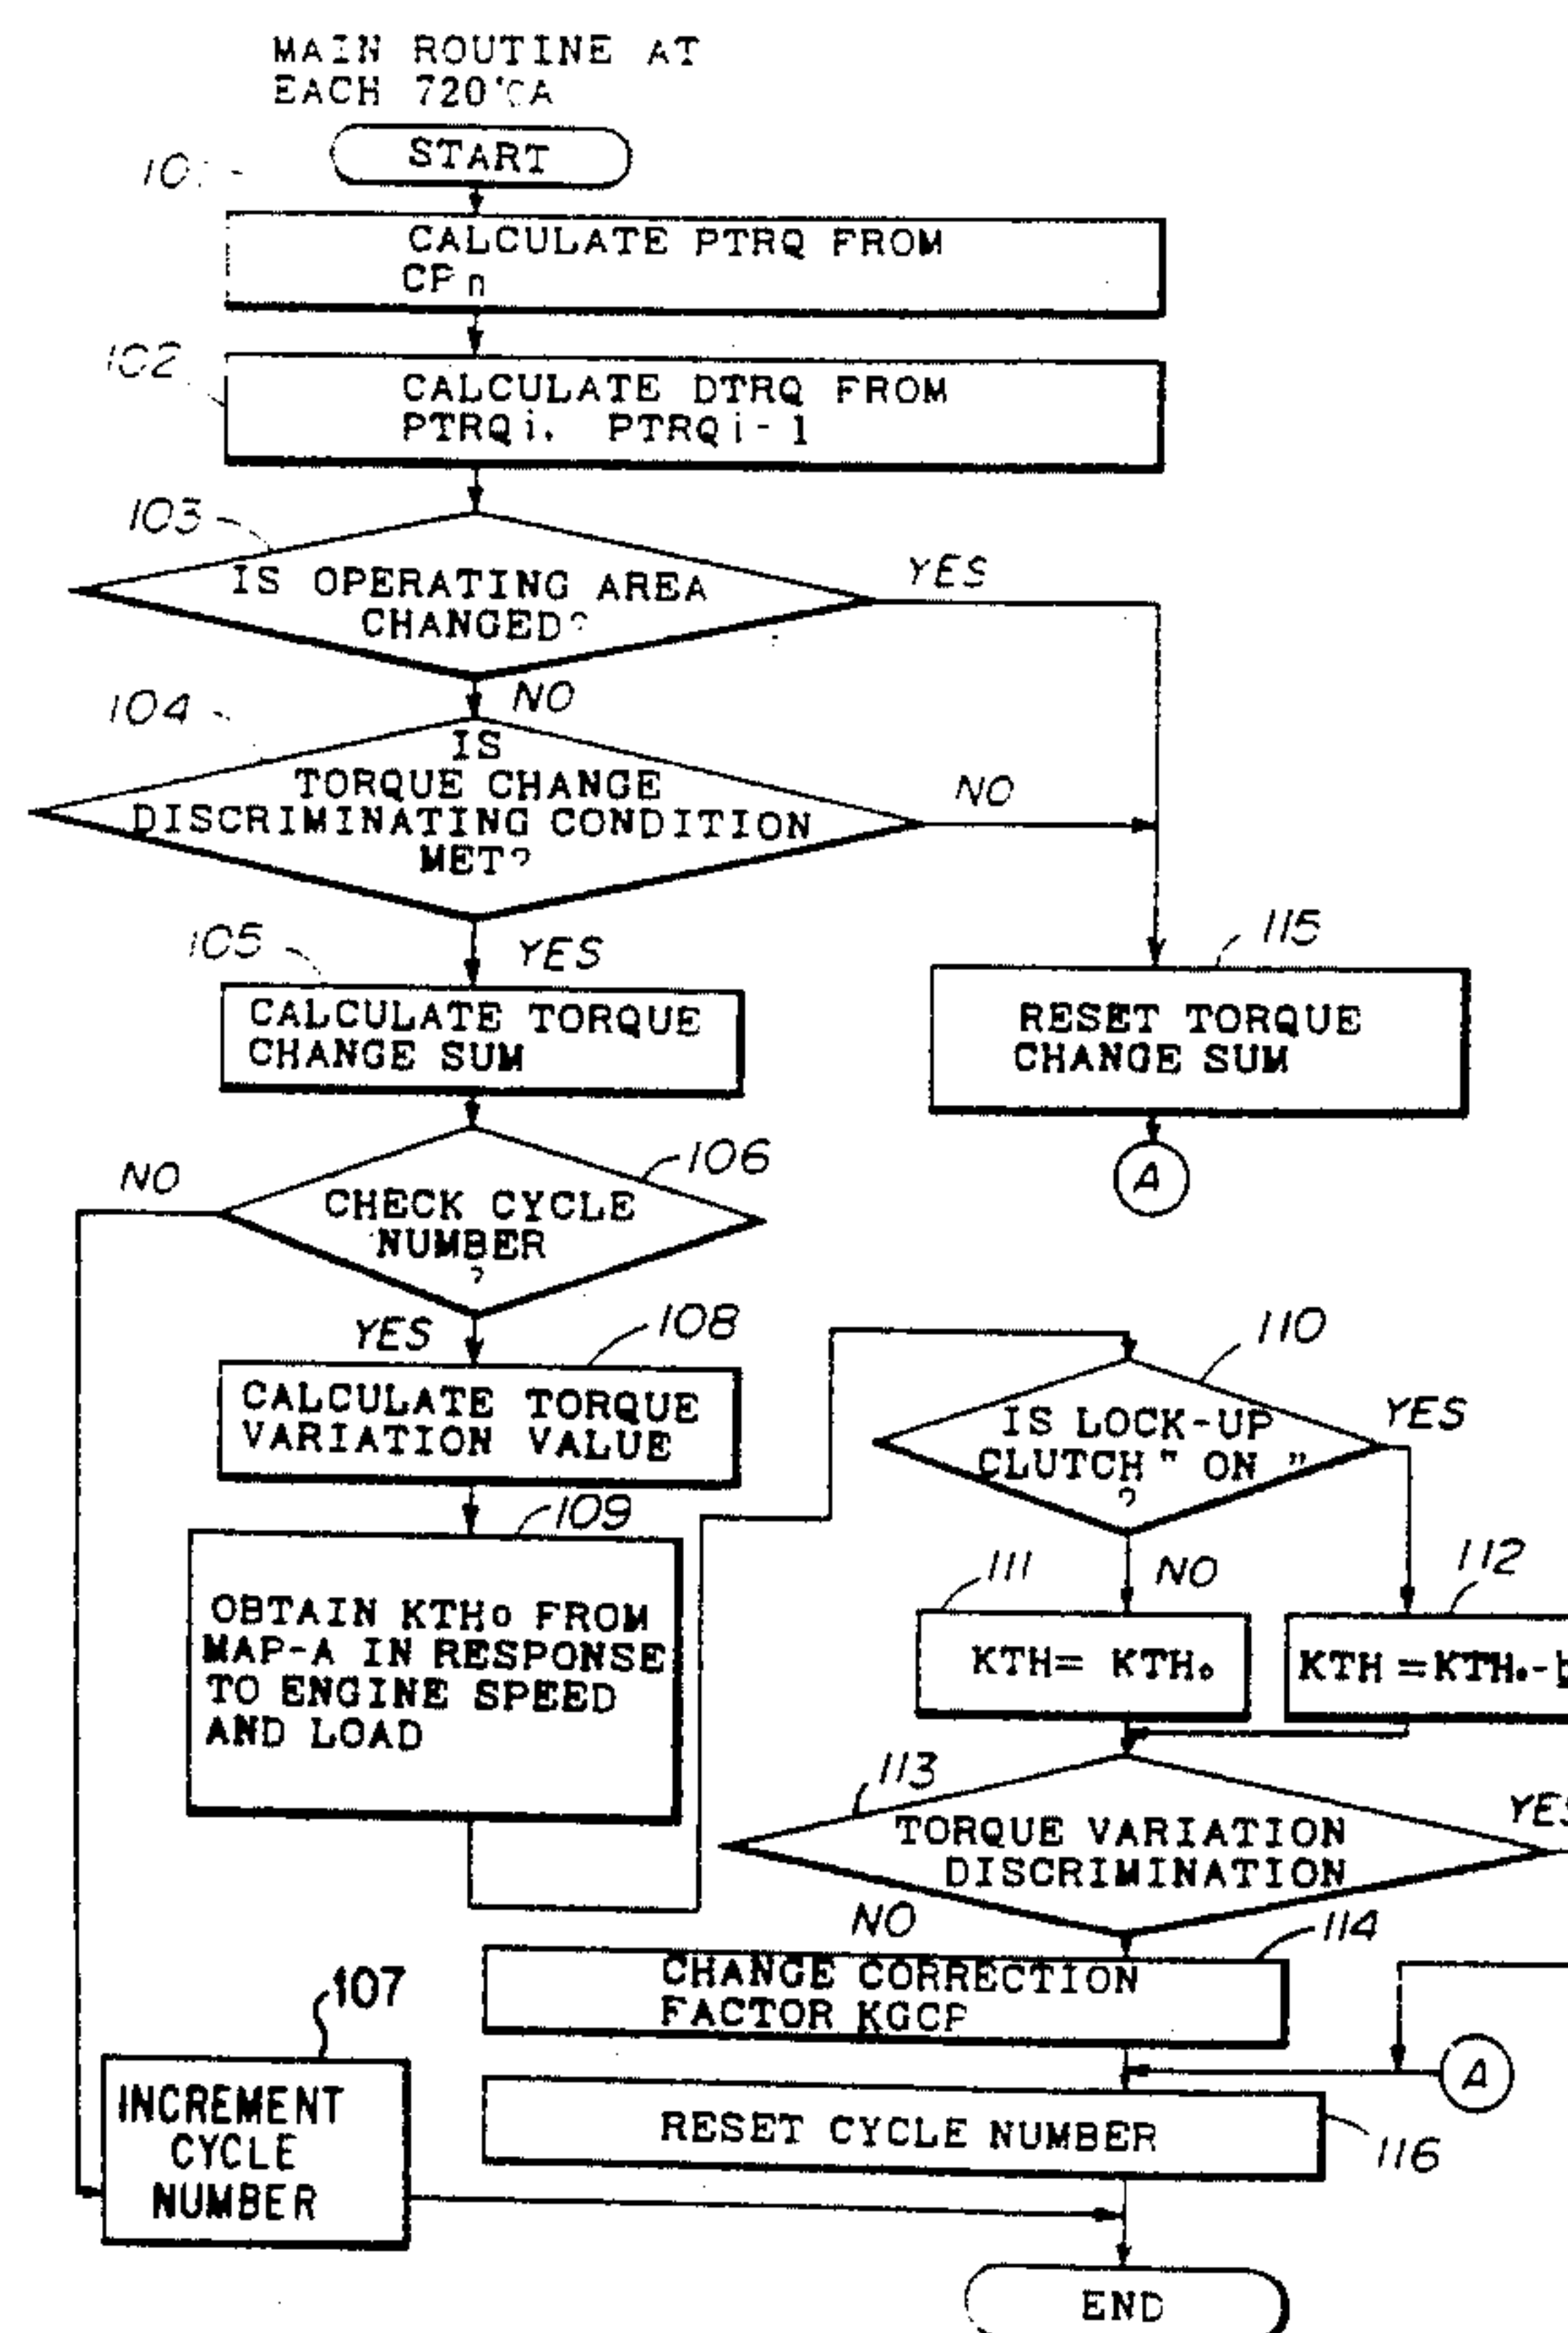 MAIN ROUTINE AT
EACH 720°CA
START
CALCULATE PTRQ FROM
CPn
102
CALCULATE DTRQ FROM
PTRQi, PTRQi-1
103
IS OPERATING AREA
CHANGED?
YES
NO
104
IS
TORQUE CHANGE
DISCRIMINATING CONDITION
MET?
NO
YES
105
CALCULATE TORQUE
CHANGE SUM
115
RESET TORQUE
CHANGE SUM
A
106
CHECK CYCLE
NUMBER
?
NO
YES
108
CALCULATE TORQUE
VARIATION VALUE
109
OBTAIN KTHo FROM
MAP-A IN RESPONSE
TO ENGINE SPEED
AND LOAD
110
IS LOCK-UP
CLUTCH " ON "
?
YES
NO
111
KTH= KTHo
112
KTH =KTHo-
113
TORQUE VARIATION
DISCRIMINATION
YES
NO
114
CHANGE CORRECTION
FACTOR KGCP
A
RESET CYCLE NUMBER
116
107
INCREMENT
CYCLE
NUMBER
END